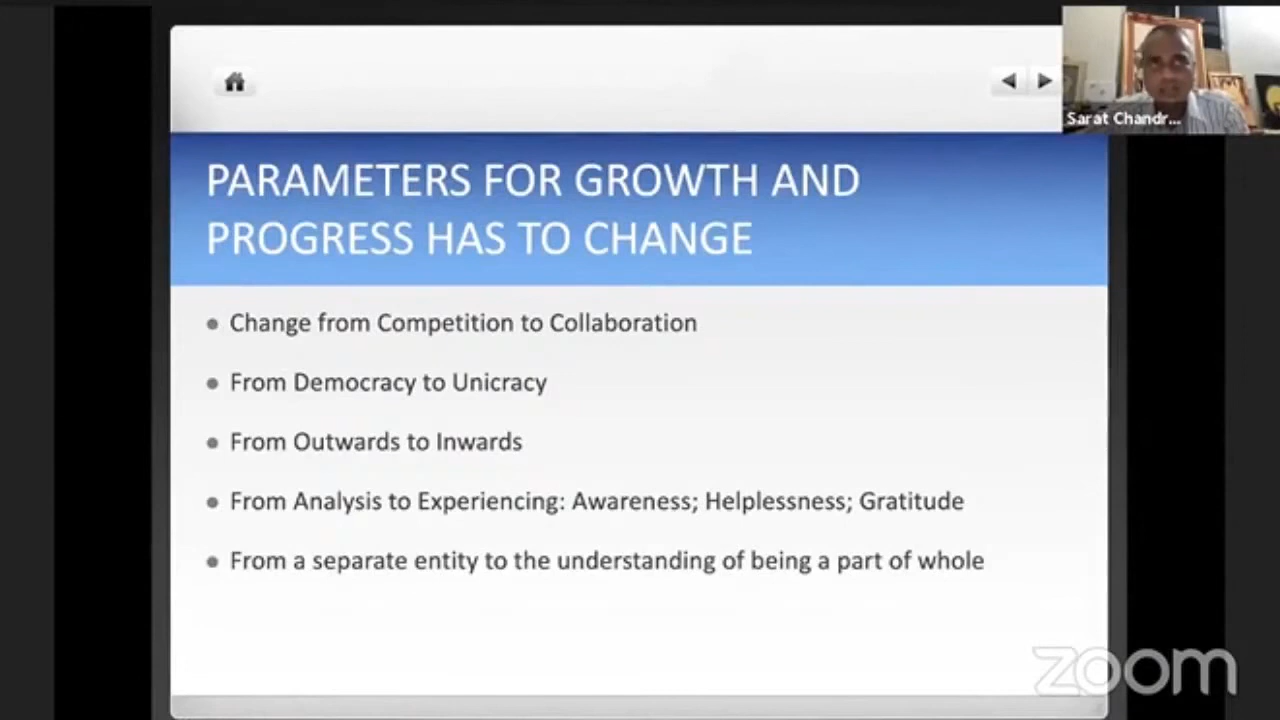 Sarat Chandr...
PARAMETERS FOR GROWTH AND
PROGRESS HAS TO CHANGE
Change from Competition to Collaboration
From Democracy to Unicracy
From Outwards to Inwards
From Analysis to Experiencing: Awareness; Helplessness; Gratitude
From a separate entity to the understanding of being a part of whole
zoom